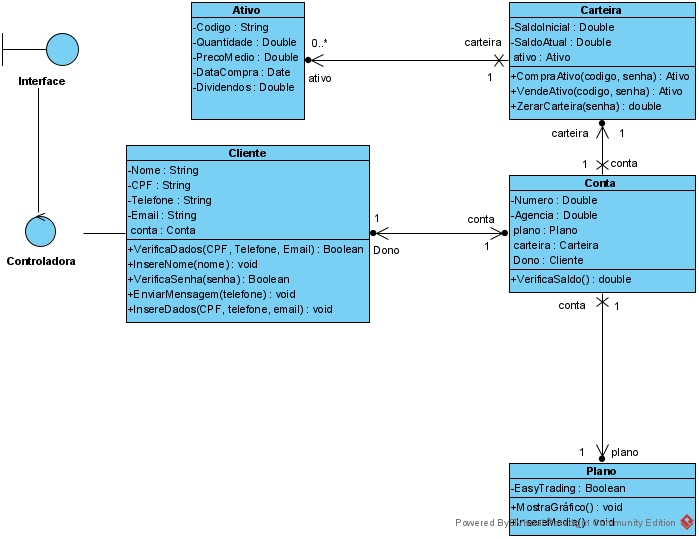 Ativo
-Codigo : String
-Quantidade : Double
-PrecoMedio : Double
-DataCompra : Date
-Dividendos : Double
Carteira
-SaldoInicial : Double
-SaldoAtual : Double
ativo : Ativo
+CompraAtivo(codigo, senha) : Ativo
+VendeAtivo(codigo, senha) : Ativo
+ZerarCarteira(senha) : double
0..*
ativo
carteira
1
Interface
Controladora
Cliente
-Nome : String
-CPF : String
-Telefone : String
-Email : String
conta : Conta
+VerificaDados(CPF, Telefone, Email) : Boolean
+InsereNome(nome) : void
+VerificaSenha(senha) : Boolean
+EnviarMensagem(telefone) : void
+InsereDados(CPF, telefone, email) : void
carteira
1
1
conta
1
Dono
conta
1
Conta
-Numero : Double
-Agencia : Double
plano : Plano
carteira : Carteira
Dono : Cliente
+VerificaSaldo() : double
conta
1
1
plano
Plano
-EasyTrading : Boolean
+MostraGráfico() : void
+InsereMedia() : void
Powered By Visual Paradigm Community Edition